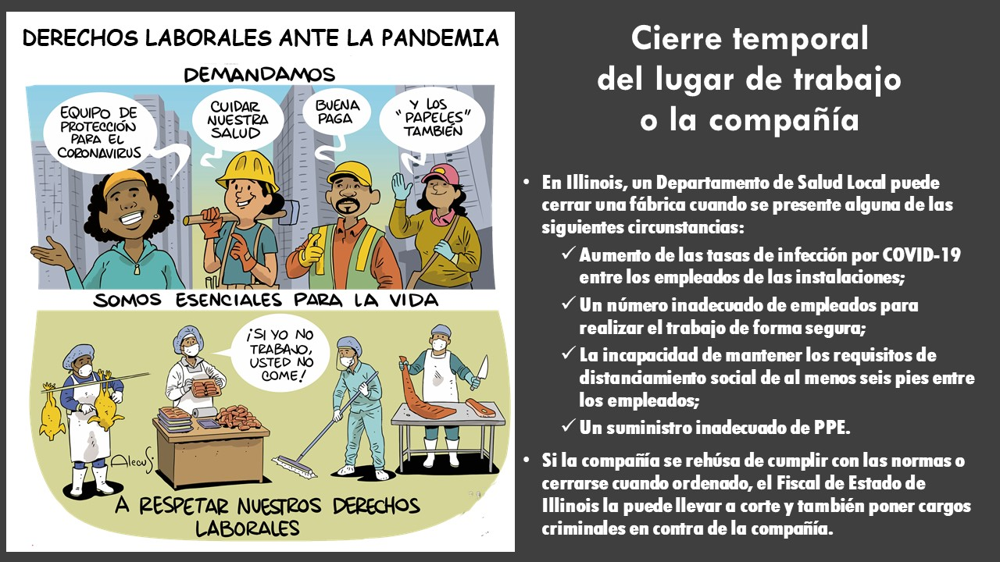 DERECHOS LABORALES ANTE LA PANDEMIA
DEMANDAMOS
EQUIPO DE
PROTECCIÓN
PARA EL
CORONAVIRUS
CUIDAR
NUESTRA
SALUD
BUENA
PAGA
Y LOS
"PAPELES"
TAMBIÉN
SOMOS ESENCIALES PARA LA VIDA
¡SI YO NO
TRABAJO,
USTED NO
COME!
Alecus
A RESPETAR NUESTROS DERECHOS
LABORALES
Cierre temporal
del lugar de trabajo
o la compañía
• En Illinois, un Departamento de Salud Local puede
cerrar una fábrica cuando se presente alguna de las
siguientes circunstancias:
✓ Aumento de las tasas de infección por COVID-19
entre los empleados de las instalaciones;
✓ Un número inadecuado de empleados para
realizar el trabajo de forma segura;
✓ La incapacidad de mantener los requisitos de
distanciamiento social de al menos seis pies entre
los empleados;
✓ Un suministro inadecuado de PPE.
• Si la compañía se rehúsa de cumplir con las normas o
cerrarse cuando ordenado, el Fiscal de Estado de
Illinois la puede llevar a corte y también poner cargos
criminales en contra de la compañía.